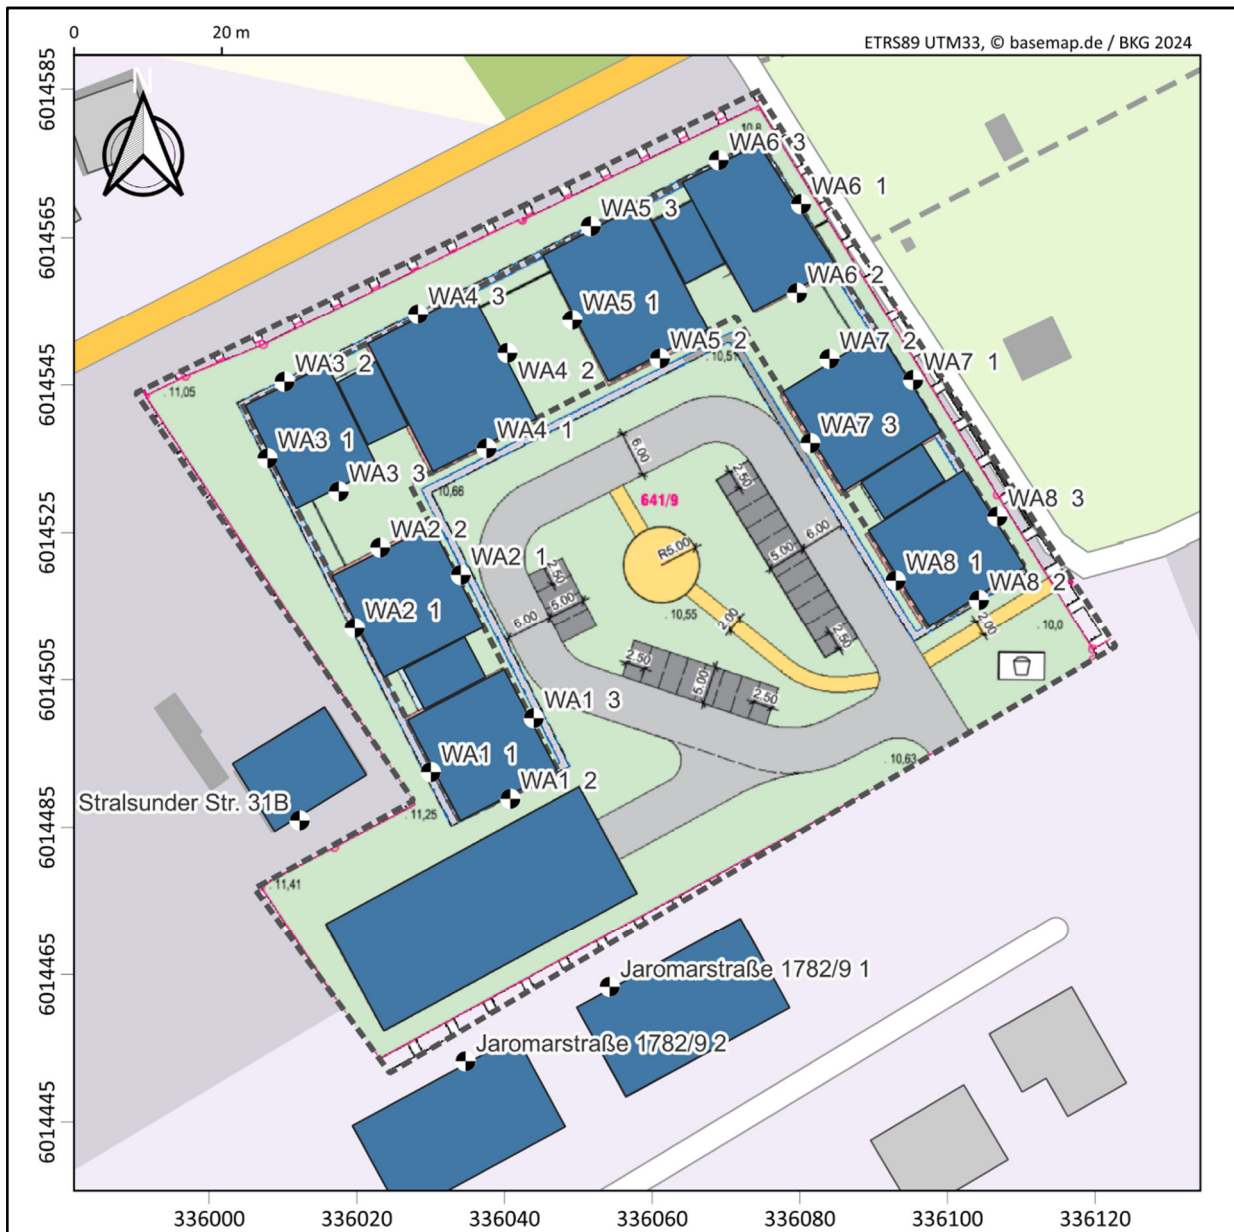 0
20 m
ETRS89 UTM33, © basemap.de / BKG 2024
N
6014585
6014565
6014545
6014525
6014505
6014485
6014465
6014445
10,8
WA6 3
WA6 1
WA5 3
WA6 2
WA4 3
WA5 1
WA5 2
WA7 2
WA7 1
10,51
WA3 2
WA4 2
11,05
WA3 1
WA4 1
WA7 3
WA3 3
10,66
6.00
641/9
2.50
WA8 3
WA2 2
WA2 1
R5.00
5.00
6.00
2.50
5.00
6.00
WA8 1
WA8 2
WA2 1
10,55
2.00
2.00
10,0
2.50
2.50
5.00
2.50
WA1 3
WA1 1
10,63
WA1 2
Stralsunder Str. 31B
11,25
11,41
Jaromarstraße 1782/9 1
Jaromarstraße 1782/9 2
336000
336020
336040
336060
336080
336100
336120